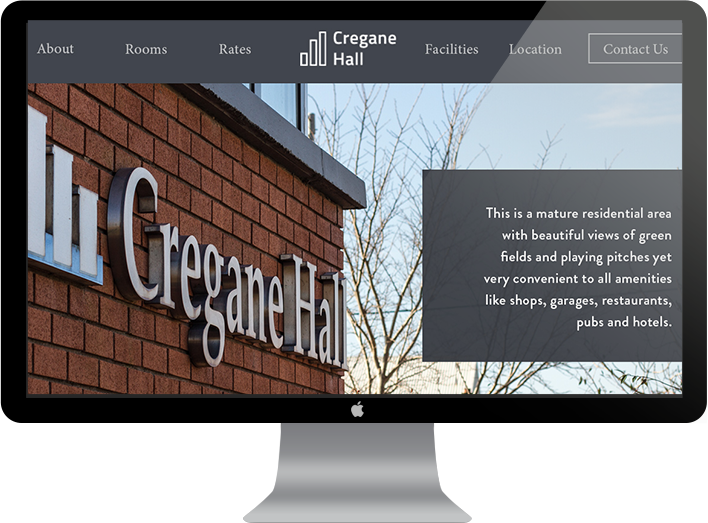 About
Rooms
Rates
Cregane
Hall
Facilities
Location
Contact Us
Cregane Hall
This is a mature residential area
with beautiful views of green
fields and playing pitches yet
very convenient to all amenities
like shops, garages, restaurants,
pubs and hotels.